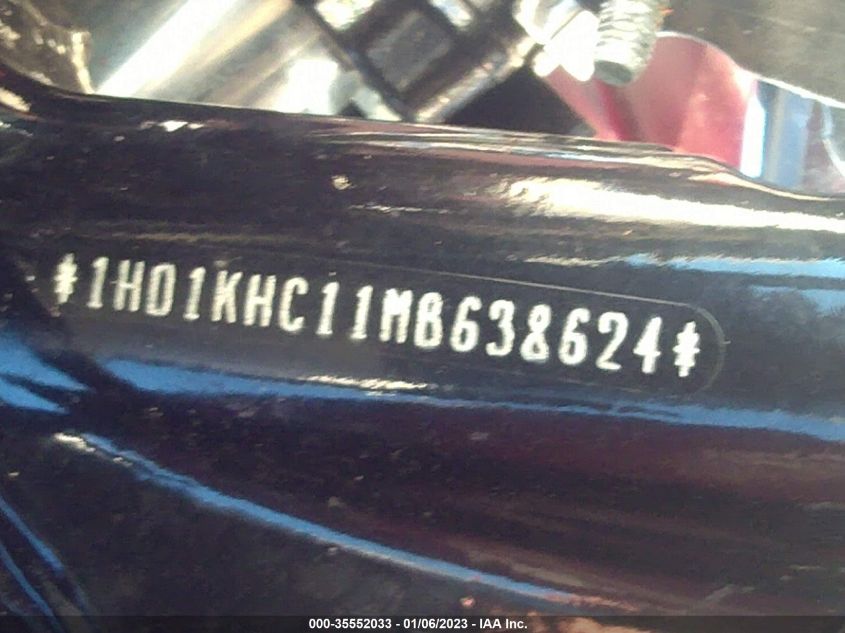 *1HD1KHC11MB638624*
000-35552033 - 01/06/2023 - IAA Inc.